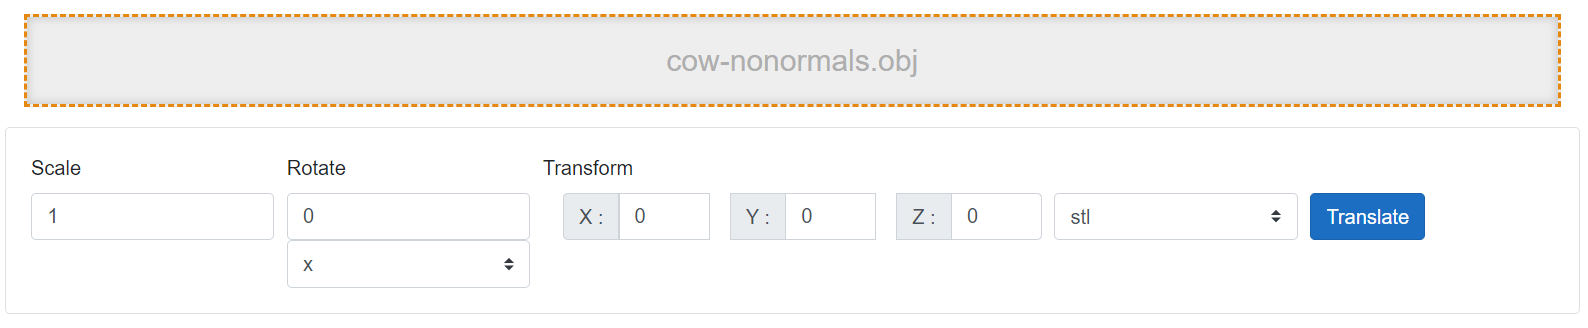 cow-nonormals.obj
Scale Rotate Transform
1 0 X : 0 Y : 0 Z : 0 stl Translate
x